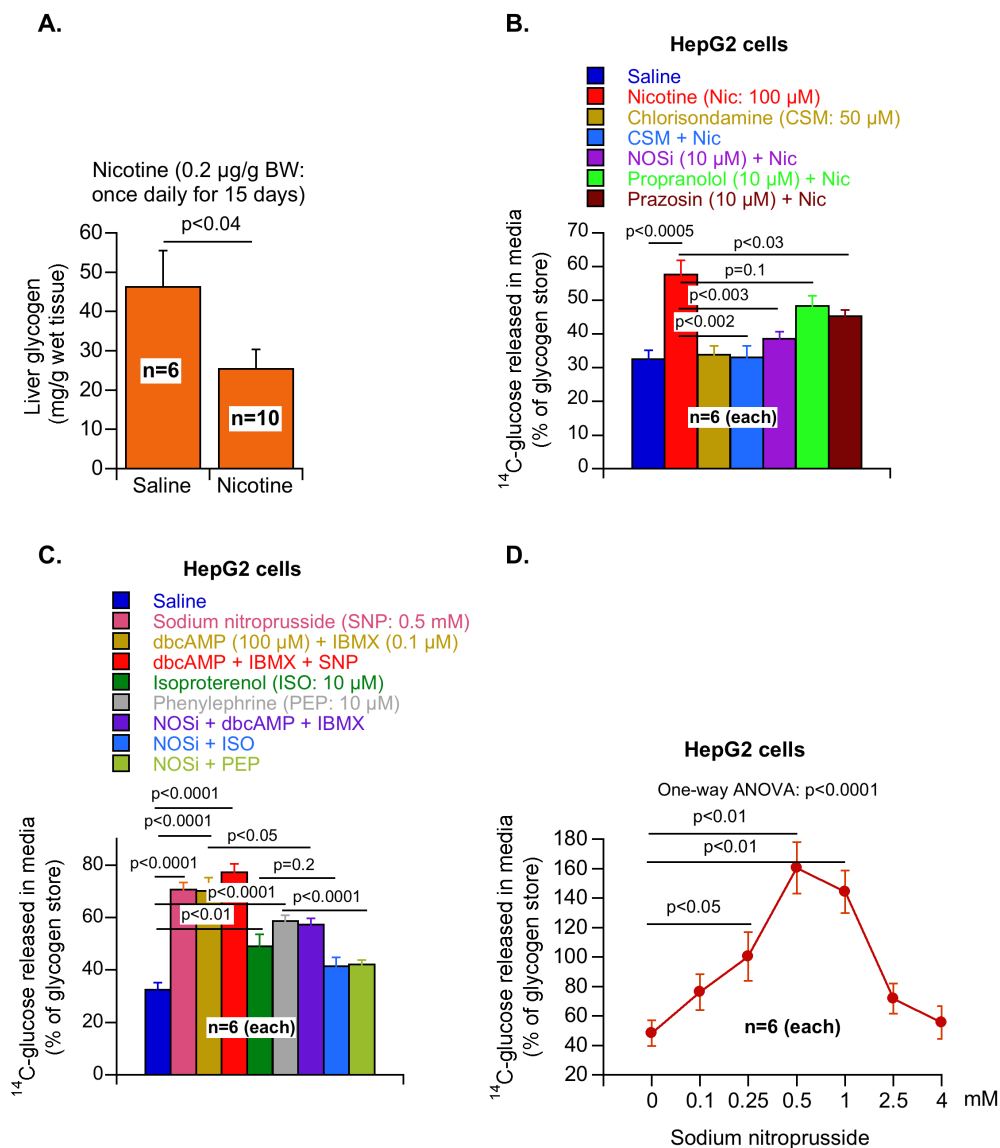 A.
Nicotine (0.2 µg/g BW:
once daily for 15 days)
p<0.04
Liver glycogen
(mg/g wet tissue)
60
50
40
30
20
10
0
n=6
n=10
Saline
Nicotine
B.
HepG2 cells
Saline
Nicotine (Nic: 100 µM)
Chlorisondamine (CSM: 50 µM)
CSM + Nic
NOSi (10 µM) + Nic
Propranolol (10 µM) + Nic
Prazosin (10 µM) + Nic
14C-glucose released in media
(% of glycogen store)
70
60
50
40
30
20
10
0
p<0.0005
p<0.03
p=0.1
p<0.003
p<0.002
n=6 (each)
C.
HepG2 cells
Saline
Sodium nitroprusside (SNP: 0.5 mM)
dbcAMP (100 µM) + IBMX (0.1 µM)
dbcAMP + IBMX + SNP
Isoproterenol (ISO: 10 µM)
Phenylephrine (PEP: 10 µM)
NOSi + dbcAMP + IBMX
NOSi + ISO
NOSi + PEP
14C-glucose released in media
(% of glycogen store)
80
60
40
20
0
p<0.0001
p<0.0001
p<0.05
p<0.0001
p=0.2
p<0.0001
p<0.0001
p<0.01
n=6 (each)
D.
HepG2 cells
One-way ANOVA: p<0.0001
14C-glucose released in media
(% of glycogen store)
180
160
140
120
100
80
60
40
20
p<0.01
p<0.01
p<0.05
n=6 (each)
0 0.1 0.25 0.5 1 2.5 4 mM
Sodium nitroprusside